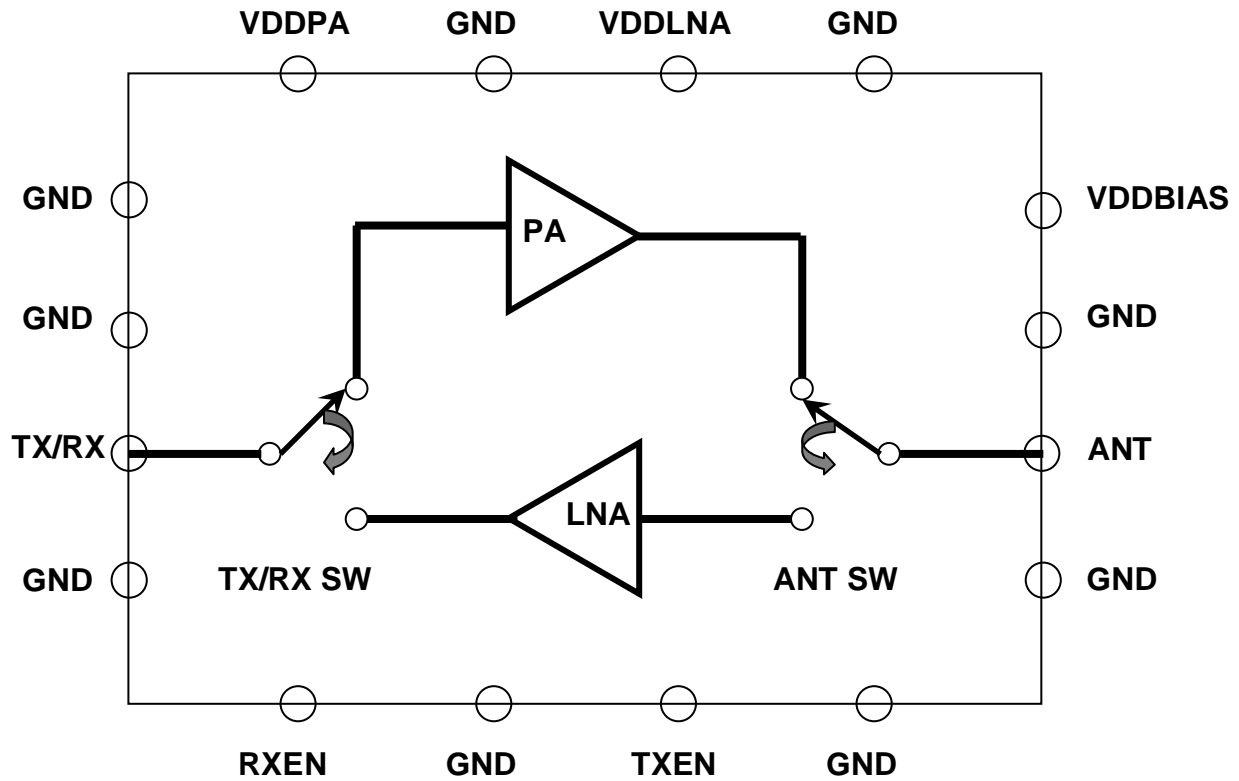 VDDPA GND VDDLNA GND
GND VDDBIAS
PA
GND GND
TX/RX ANT
LNA
GND TX/RX SW ANT SW GND
RXEN GND TXEN GND